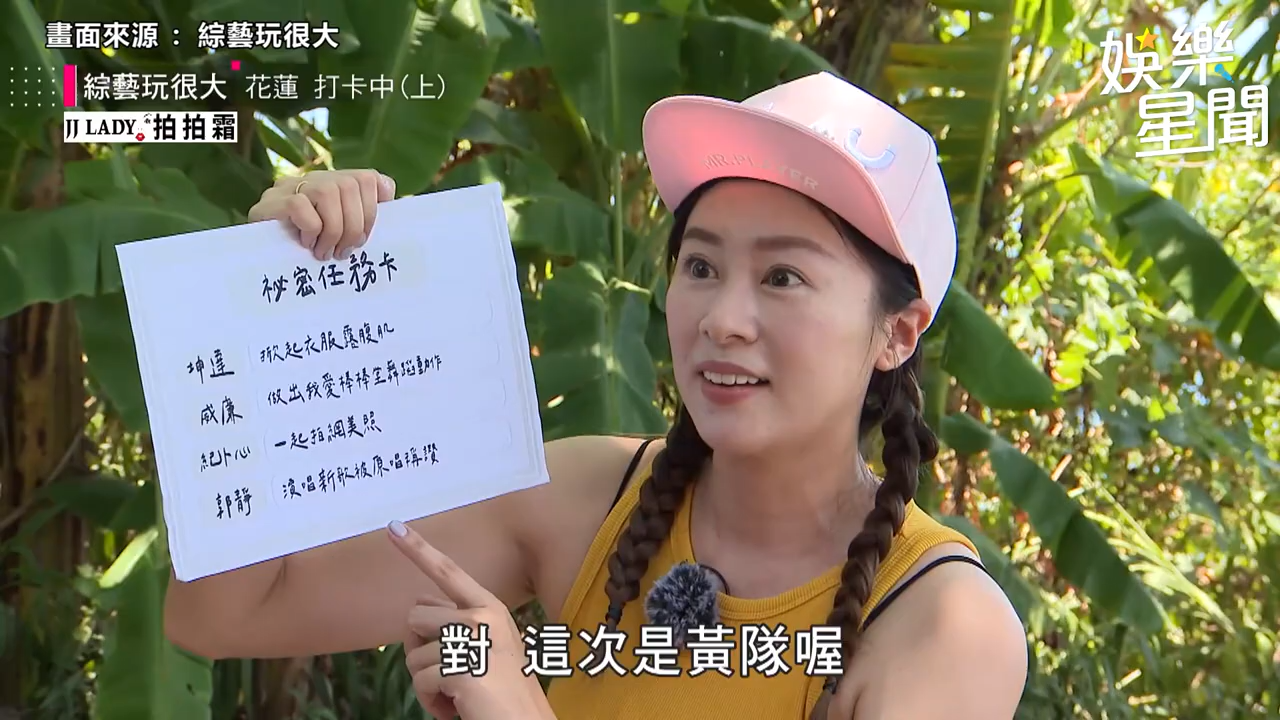 畫面來源：綜藝玩很大
綜藝玩很大 花蓮 打卡中(上)
JJ LADY 拍拍霜
娛樂
星聞
MR.PLAYER
祕密任務卡
坤達 掀起衣服露腹肌
威廉 做出我愛棒棒堂舞蹈動作
紀卜心 一起拍網美照
郭靜 演唱新歌被原唱稱讚
對 這次是黃隊喔